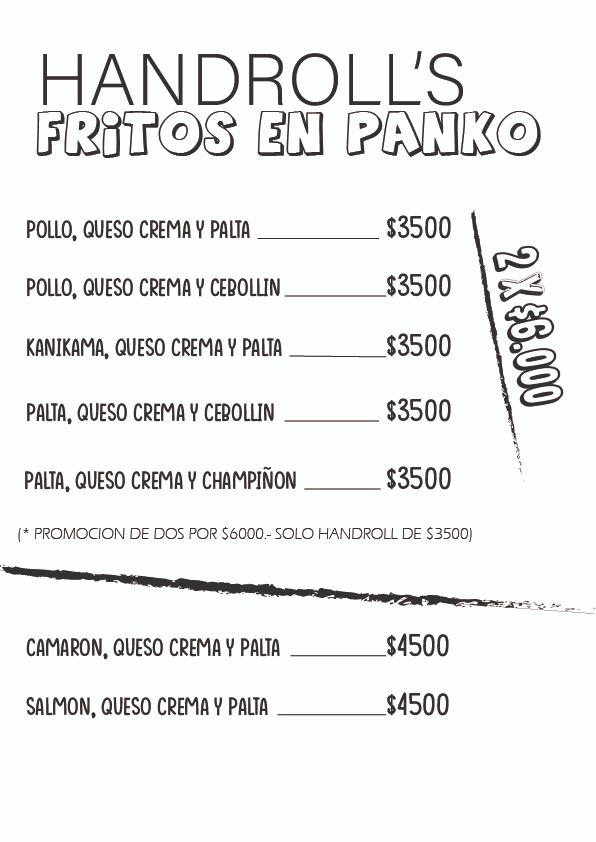 HANDROLL'S
FRiTOS EN PANKO
POLLO, QUESO CREMA Y PALTA ____________ $3500
POLLO, QUESO CREMA Y CEBOLLIN ____________ $3500
KANIKAMA, QUESO CREMA Y PALTA ____________ $3500
PALTA, QUESO CREMA Y CEBOLLIN ____________ $3500
PALTA, QUESO CREMA Y CHAMPIÑON _________ $3500
2 X $6.000
(* PROMOCION DE DOS POR $6000.- SOLO HANDROLL DE $3500)
CAMARON, QUESO CREMA Y PALTA ____________ $4500
SALMON, QUESO CREMA Y PALTA ____________ $4500